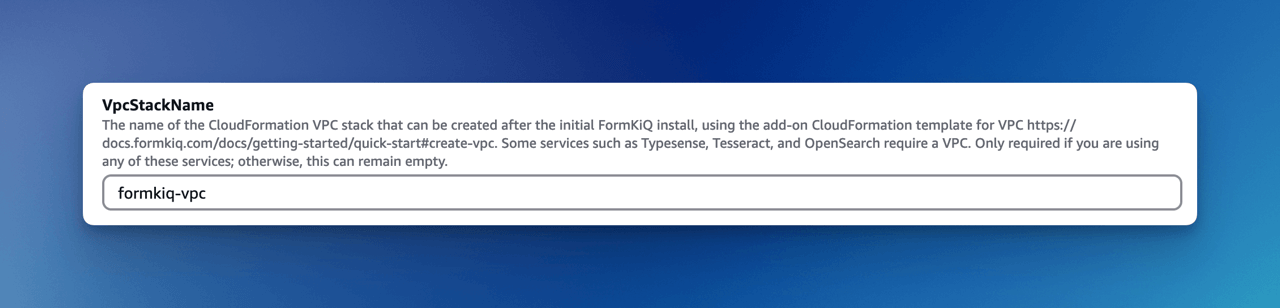 VpcStackName
The name of the CloudFormation VPC stack that can be created after the initial FormKiQ install, using the add-on CloudFormation template for VPC https://
docs.formkiq.com/docs/getting-started/quick-start#create-vpc. Some services such as Typesense, Tesseract, and OpenSearch require a VPC. Only required if you are using
any of these services; otherwise, this can remain empty.
formkiq-vpc